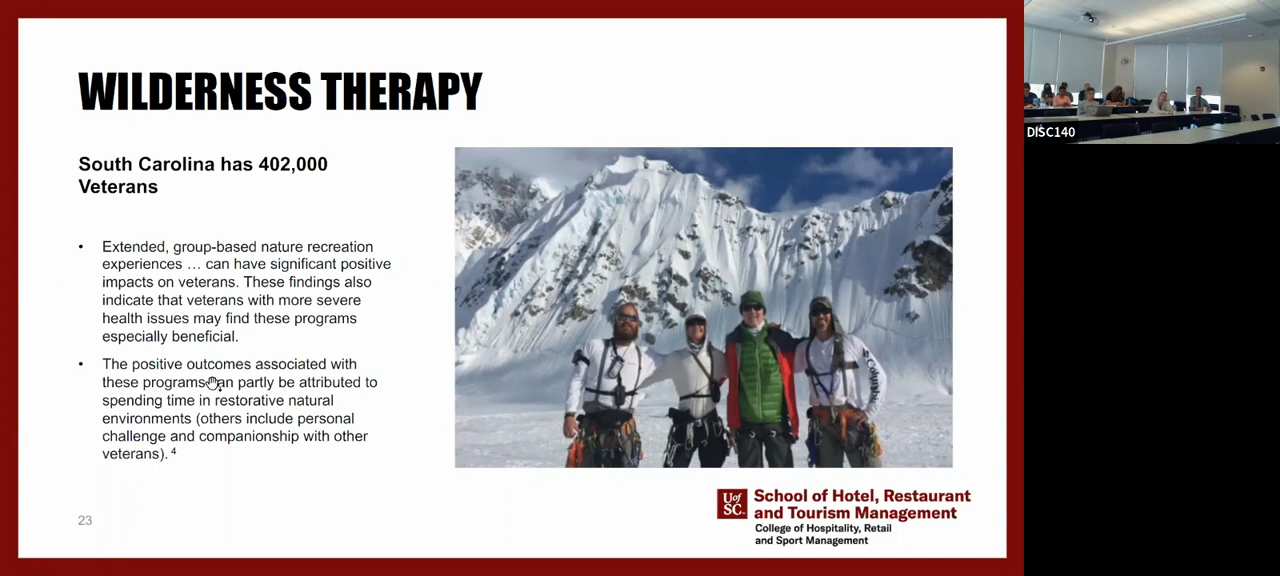 WILDERNESS THERAPY
South Carolina has 402,000
Veterans
• Extended, group-based nature recreation
experiences … can have significant positive
impacts on veterans. These findings also
indicate that veterans with more severe
health issues may find these programs
especially beneficial.
• The positive outcomes associated with
these programs can partly be attributed to
spending time in restorative natural
environments (others include personal
challenge and companionship with other
veterans). 4
Columbia
23
UofSC
School of Hotel, Restaurant
and Tourism Management
College of Hospitality, Retail
and Sport Management
DISC140